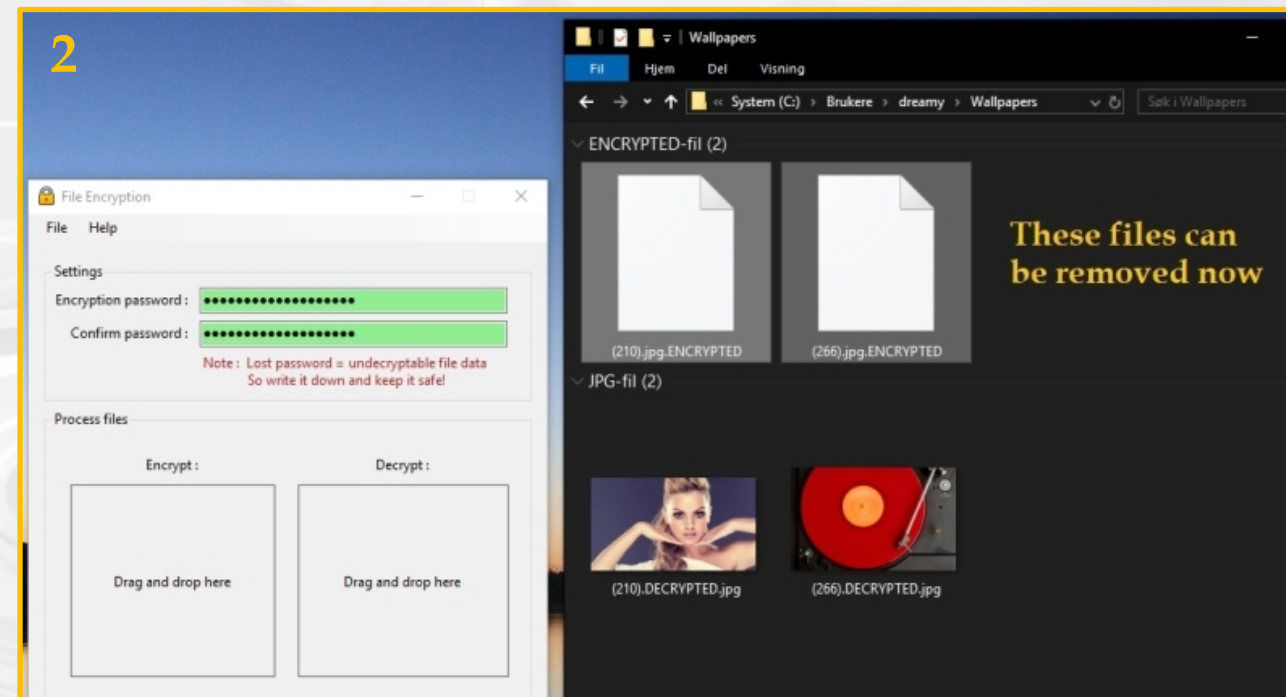 2
File Encryption
File Help
Settings
Encryption password :
Confirm password :
Note : Lost password = undecryptable file data
So write it down and keep it safe!
Process files
Encrypt :
Decrypt :
Drag and drop here
Drag and drop here
Wallpapers
Fil Hjem Del Visning
« System (C:) › Brukere › dreamy › Wallpapers
Søk i Wallpapers
ENCRYPTED-fil (2)
(210).jpg.ENCRYPTED
(266).jpg.ENCRYPTED
These files can
be removed now
JPG-fil (2)
(210).DECRYPTED.jpg
(266).DECRYPTED.jpg